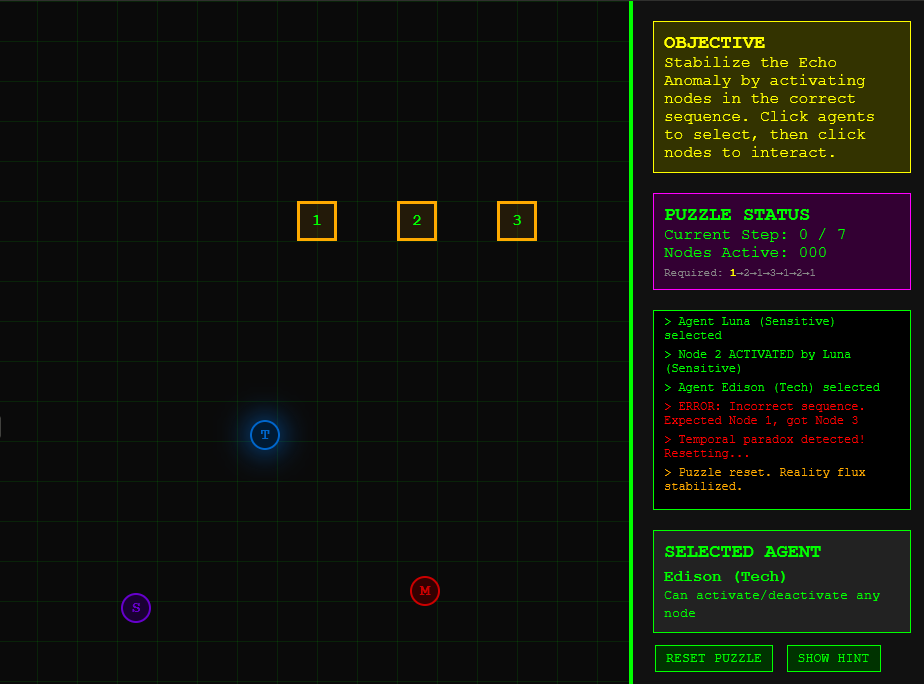 1 2 3
T
S
M
OBJECTIVE
Stabilize the Echo
Anomaly by activating
nodes in the correct
sequence. Click agents
to select, then click
nodes to interact.
PUZZLE STATUS
Current Step: 0 / 7
Nodes Active: 000
Required: 1→2→1→3→1→2→1
> Agent Luna (Sensitive)
selected
> Node 2 ACTIVATED by Luna
(Sensitive)
> Agent Edison (Tech) selected
> ERROR: Incorrect sequence.
Expected Node 1, got Node 3
> Temporal paradox detected!
Resetting...
> Puzzle reset. Reality flux
stabilized.
SELECTED AGENT
Edison (Tech)
Can activate/deactivate any
node
RESET PUZZLE
SHOW HINT